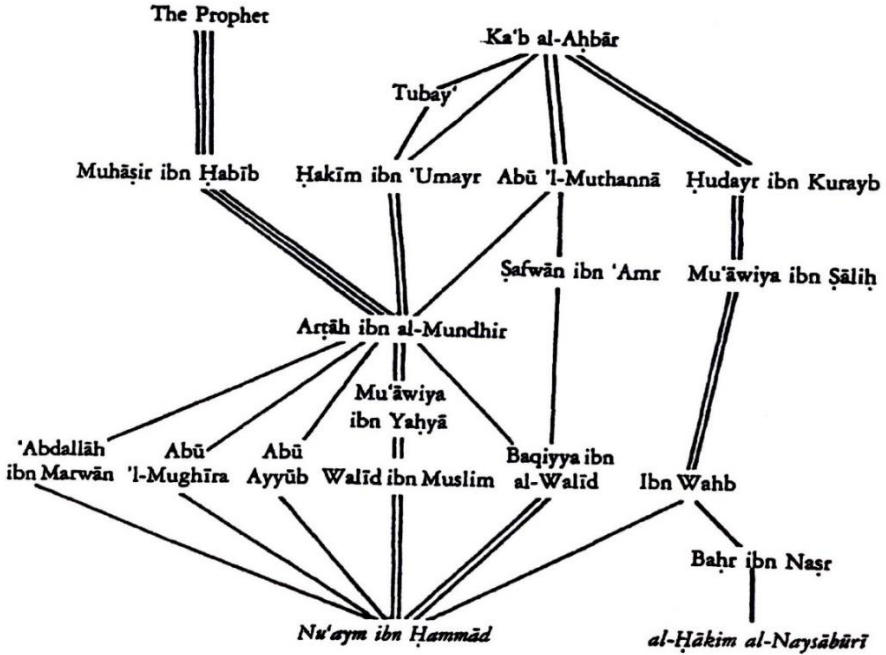 The Prophet
Ka'b al-Aḥbār
Tubay'
Muhāṣir ibn Ḥabīb
Ḥakīm ibn 'Umayr
Abū 'l-Muthannā
Ḥudayr ibn Kurayb
Ṣafwān ibn 'Amr
Mu'āwiya ibn Ṣāliḥ
Arṭāh ibn al-Mundhir
Mu'āwiya
ibn Yaḥyā
'Abdallāh
ibn Marwān
Abū
'l-Mughīra
Abū
Ayyūb
Walīd ibn Muslim
Baqiyya ibn
al-Walīd
Ibn Wahb
Baḥr ibn Naṣr
Nu'aym ibn Ḥammād
al-Ḥākim al-Naysābūrī